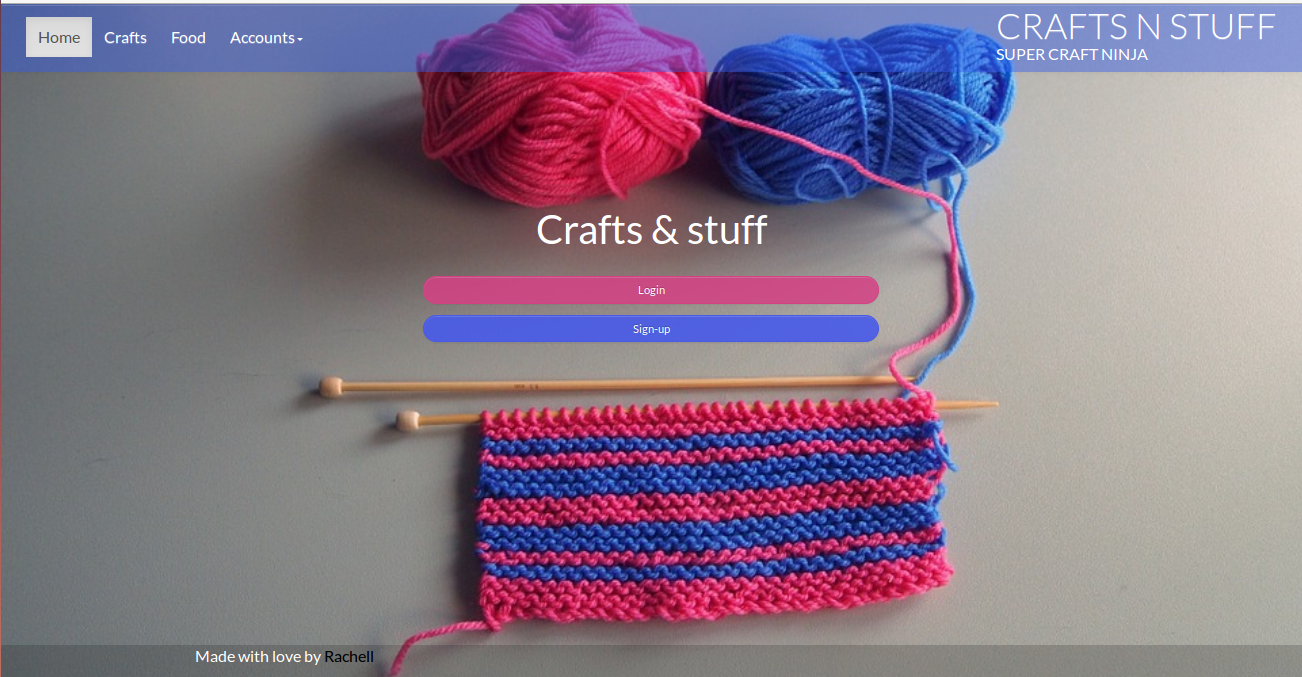 Home Crafts Food Accounts
CRAFTS N STUFF
SUPER CRAFT NINJA
Crafts & stuff
Login
Sign-up
Made with love by Rachell